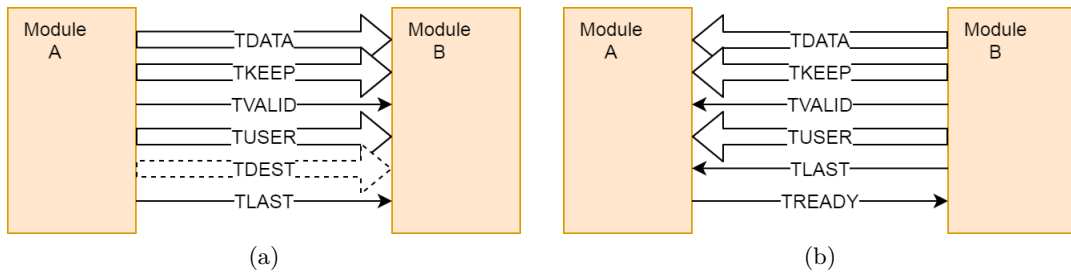 Module
A
TDATA
TKEEP
TVALID
TUSER
TDEST
TLAST
Module
B
(a)
Module
A
TDATA
TKEEP
TVALID
TUSER
TLAST
TREADY
Module
B
(b)